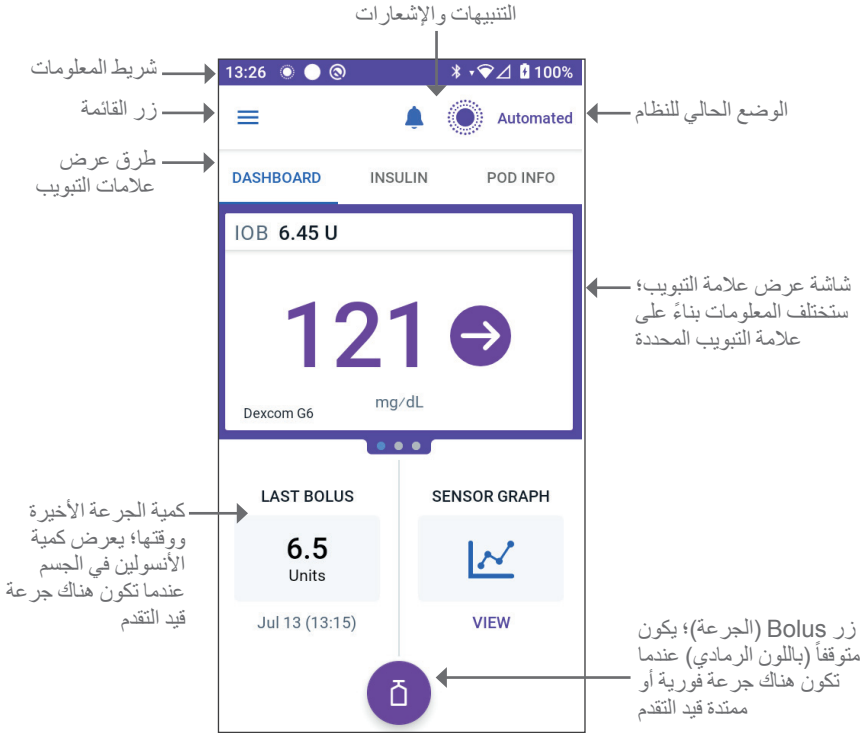 التنبيهات والإشعارات
شريط المعلومات
13:26
100%
زر القائمة
Automated
الوضع الحالي للنظام
طرق عرض
علامات التبويب
DASHBOARD
INSULIN
POD INFO
IOB 6.45 U
121
mg/dL
Dexcom G6
شاشة عرض علامة التبويب؛
ستختلف المعلومات بناءً على
علامة التبويب المحددة
LAST BOLUS
6.5
Units
Jul 13 (13:15)
SENSOR GRAPH
VIEW
كمية الجرعة الأخيرة
ووقتها؛ يعرض كمية
الأنسولين في الجسم
عندما تكون هناك جرعة
قيد التقدم
زر Bolus (الجرعة)؛ يكون
متوقفاً (باللون الرمادي) عندما
تكون هناك جرعة فورية أو
ممتدة قيد التقدم